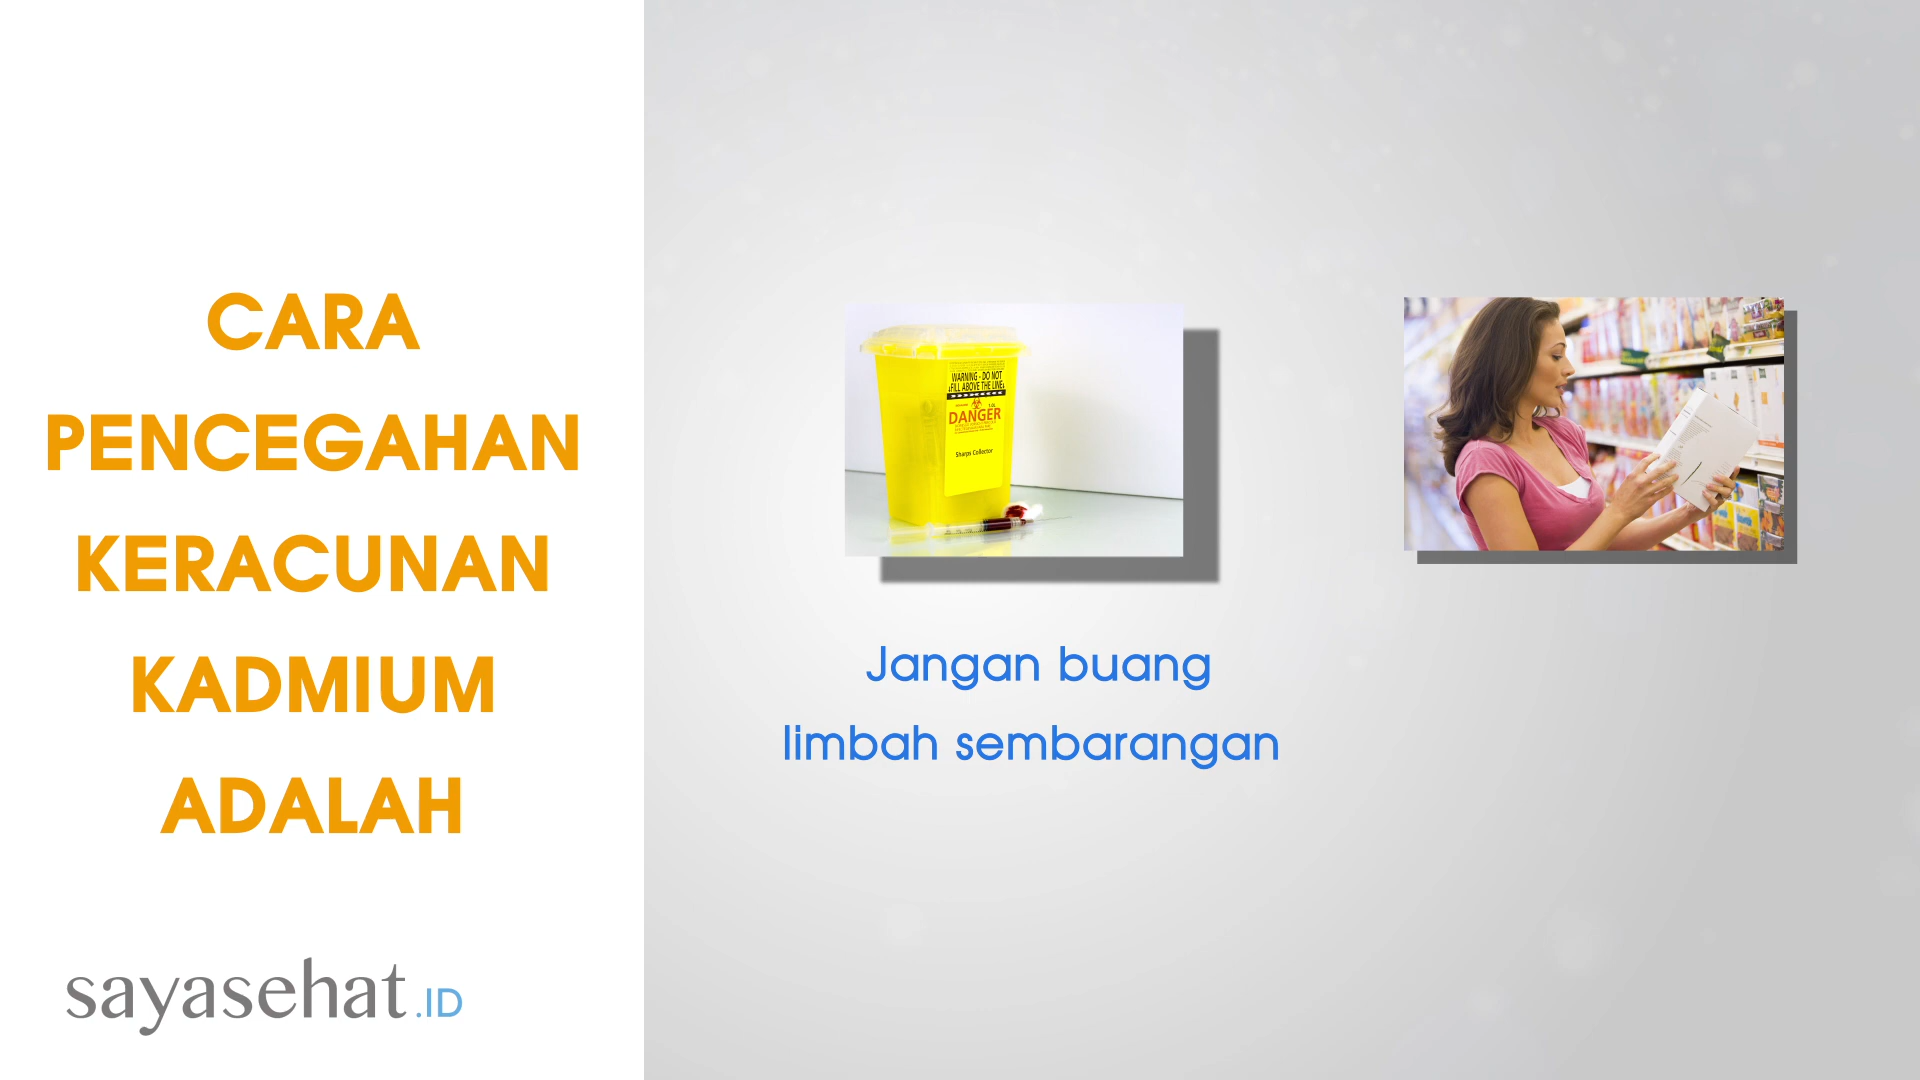 CARA
PENCEGAHAN
KERACUNAN
KADMIUM
ADALAH
sayasehat.ID
WARNING - DO NOT
FILL ABOVE THE LINE
DANGER
Sharps Collector
Jangan buang
limbah sembarangan